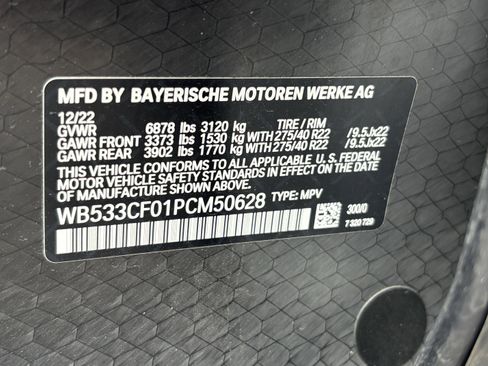 MFD BY BAYERISCHE MOTOREN WERKE AG
12/22 TIRE / RIM
GVWR 6878 lbs 3120 kg
GAWR FRONT 3373 lbs 1530 kg WITH 275/40 R22 / 9.5Jx22
GAWR REAR 3902 lbs 1770 kg WITH 275/40 R22 / 9.5Jx22
THIS VEHICLE CONFORMS TO ALL APPLICABLE U. S. FEDERAL
MOTOR VEHICLE SAFETY STANDARDS IN EFFECT ON THE DATE
OF MANUFACTURE SHOWN ABOVE.
WB533CF01PCM50628 TYPE: MPV
300/0
7 320 729